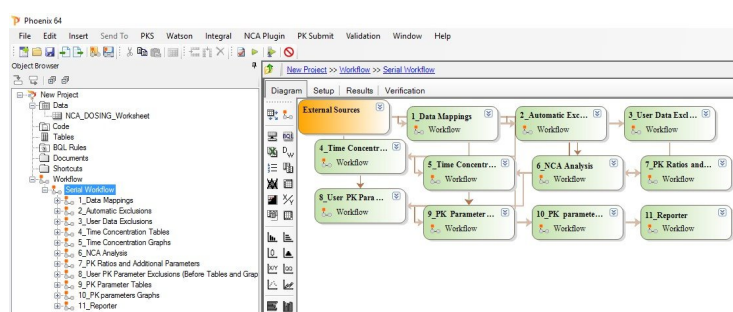 Phoenix 64
File Edit Insert Send To PKS Watson Integral NCA Plugin PK Submit Validation Window Help
Object Browser
New Project
Data
NCA_DOSING_Worksheet
Code
Tables
BQL Rules
Documents
Shortcuts
Workflow
Serial Workflow
1_Data Mappings
2_Automatic Exclusions
3_User Data Exclusions
4_Time Concentration Tables
5_Time Concentration Graphs
6_NCA Analysis
7_PK Ratios and Additional Parameters
8_User PK Parameter Exclusions (Before Tables and Grap
9_PK Parameter Tables
10_PK parameters Graphs
11_Reporter
New Project >> Workflow >> Serial Workflow
Diagram Setup Results Verification
External Sources
1_Data Mappings
Workflow
2_Automatic Exc...
Workflow
3_User Data Excl...
Workflow
4_Time Concentr...
Workflow
5_Time Concentr...
Workflow
6_NCA Analysis
Workflow
7_PK Ratios and...
Workflow
8_User PK Para ...
Workflow
9_PK Parameter ...
Workflow
10_PK paramete...
Workflow
11_Reporter
Workflow
BQL